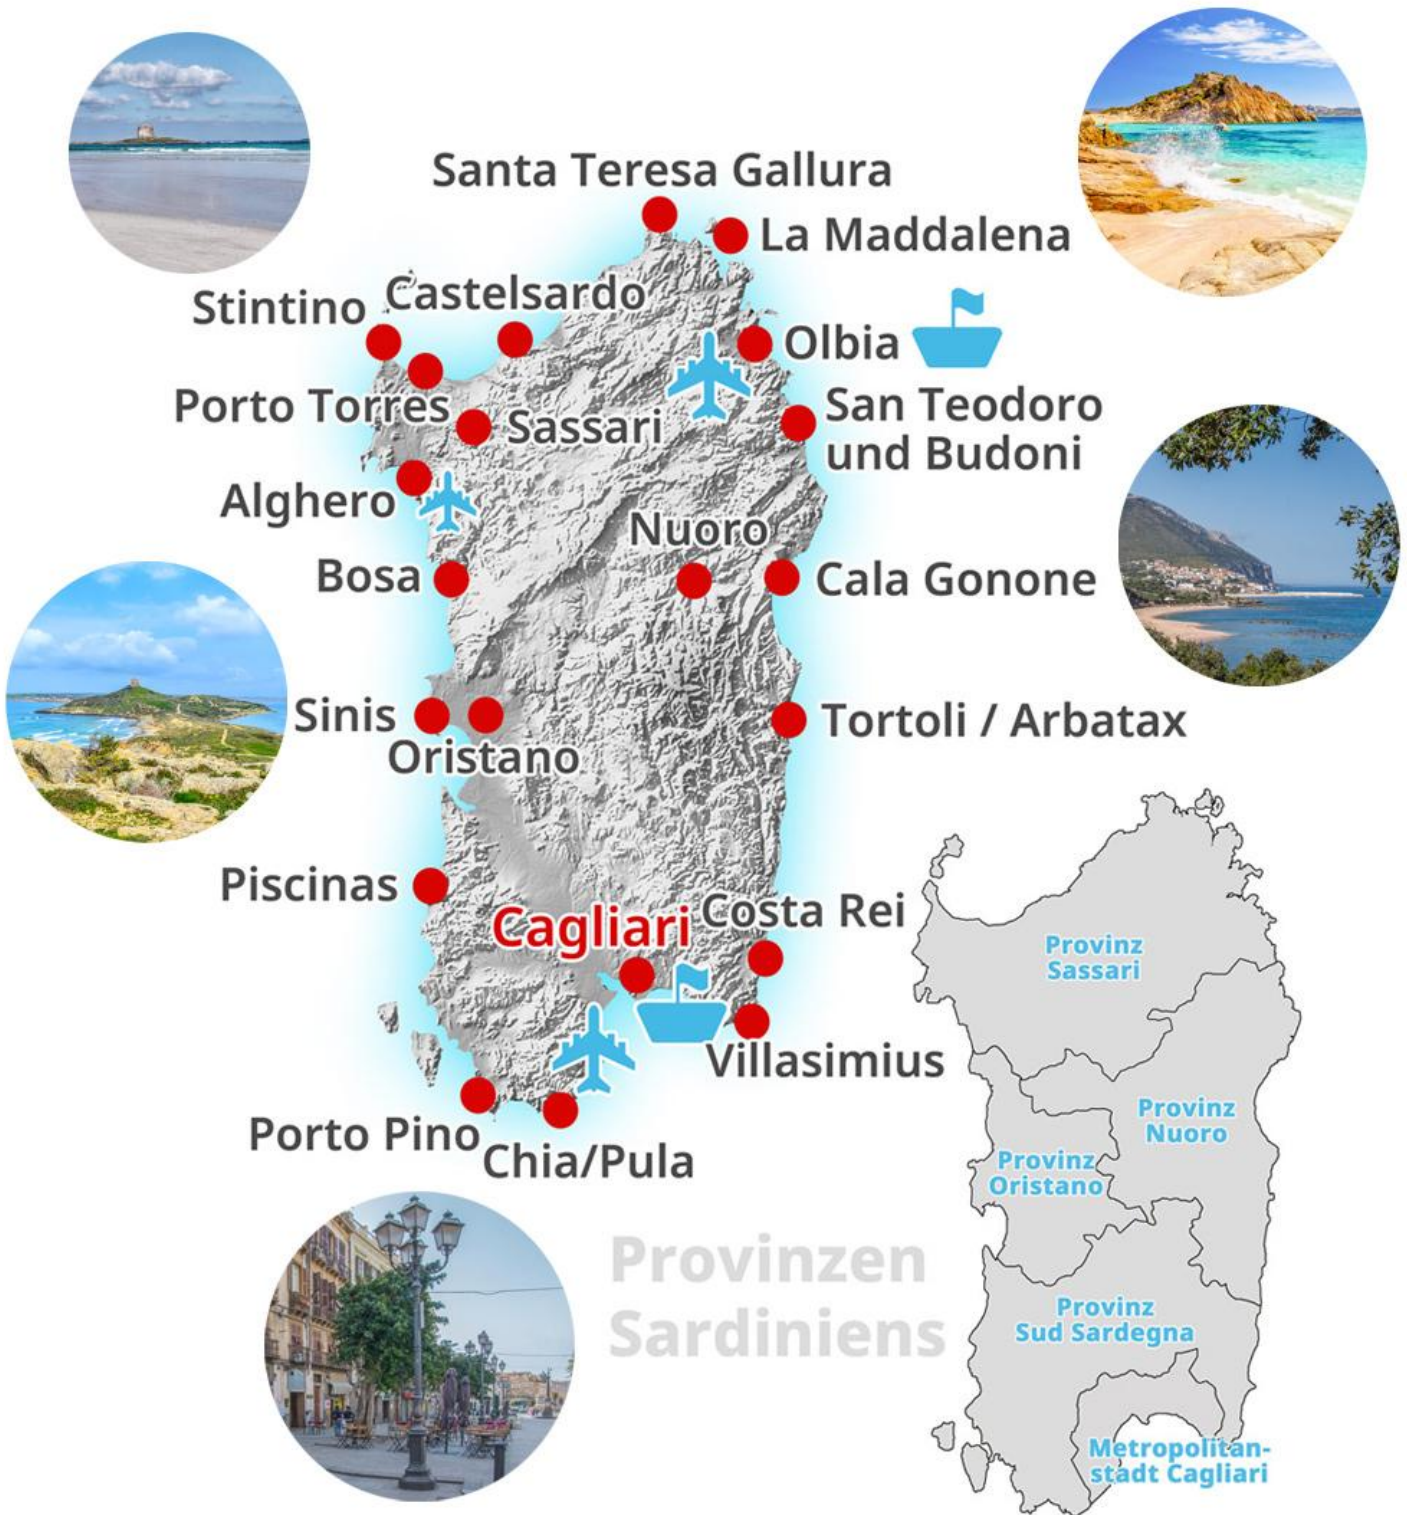 Santa Teresa Gallura
La Maddalena
Stintino
Castelsardo
Olbia
Porto Torres
Sassari
San Teodoro
und Budoni
Alghero
Nuoro
Bosa
Cala Gonone
Sinis
Oristano
Tortoli / Arbatax
Piscinas
Cagliari
Costa Rei
Villasimius
Porto Pino
Chia/Pula
Provinzen
Sardiniens
Provinz
Sassari
Provinz
Nuoro
Provinz
Oristano
Provinz
Sud Sardegna
Metropolitan-
stadt Cagliari